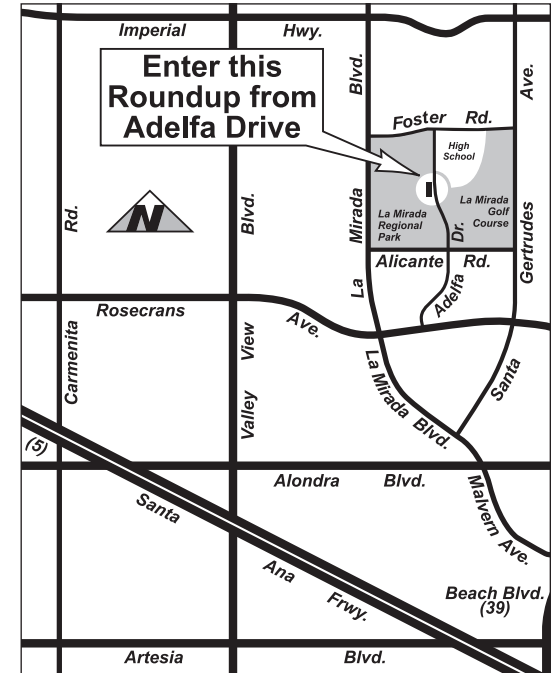 Imperial Hwy.
Enter this
Roundup from
Adelfa Drive
Blvd.
Ave.
Foster Rd.
High
School
La Mirada
Regional
Park
La Mirada
Golf
Course
Rd.
N
Blvd.
La Mirada
Dr.
Gertrudes
Alicante Rd.
Adelfa
Rosecrans Ave.
Carmenita
Valley View
La Mirada Blvd.
Santa
(5)
Alondra Blvd.
Santa Ana Frwy.
Malvern Ave.
Beach Blvd.
(39)
Artesia Blvd.